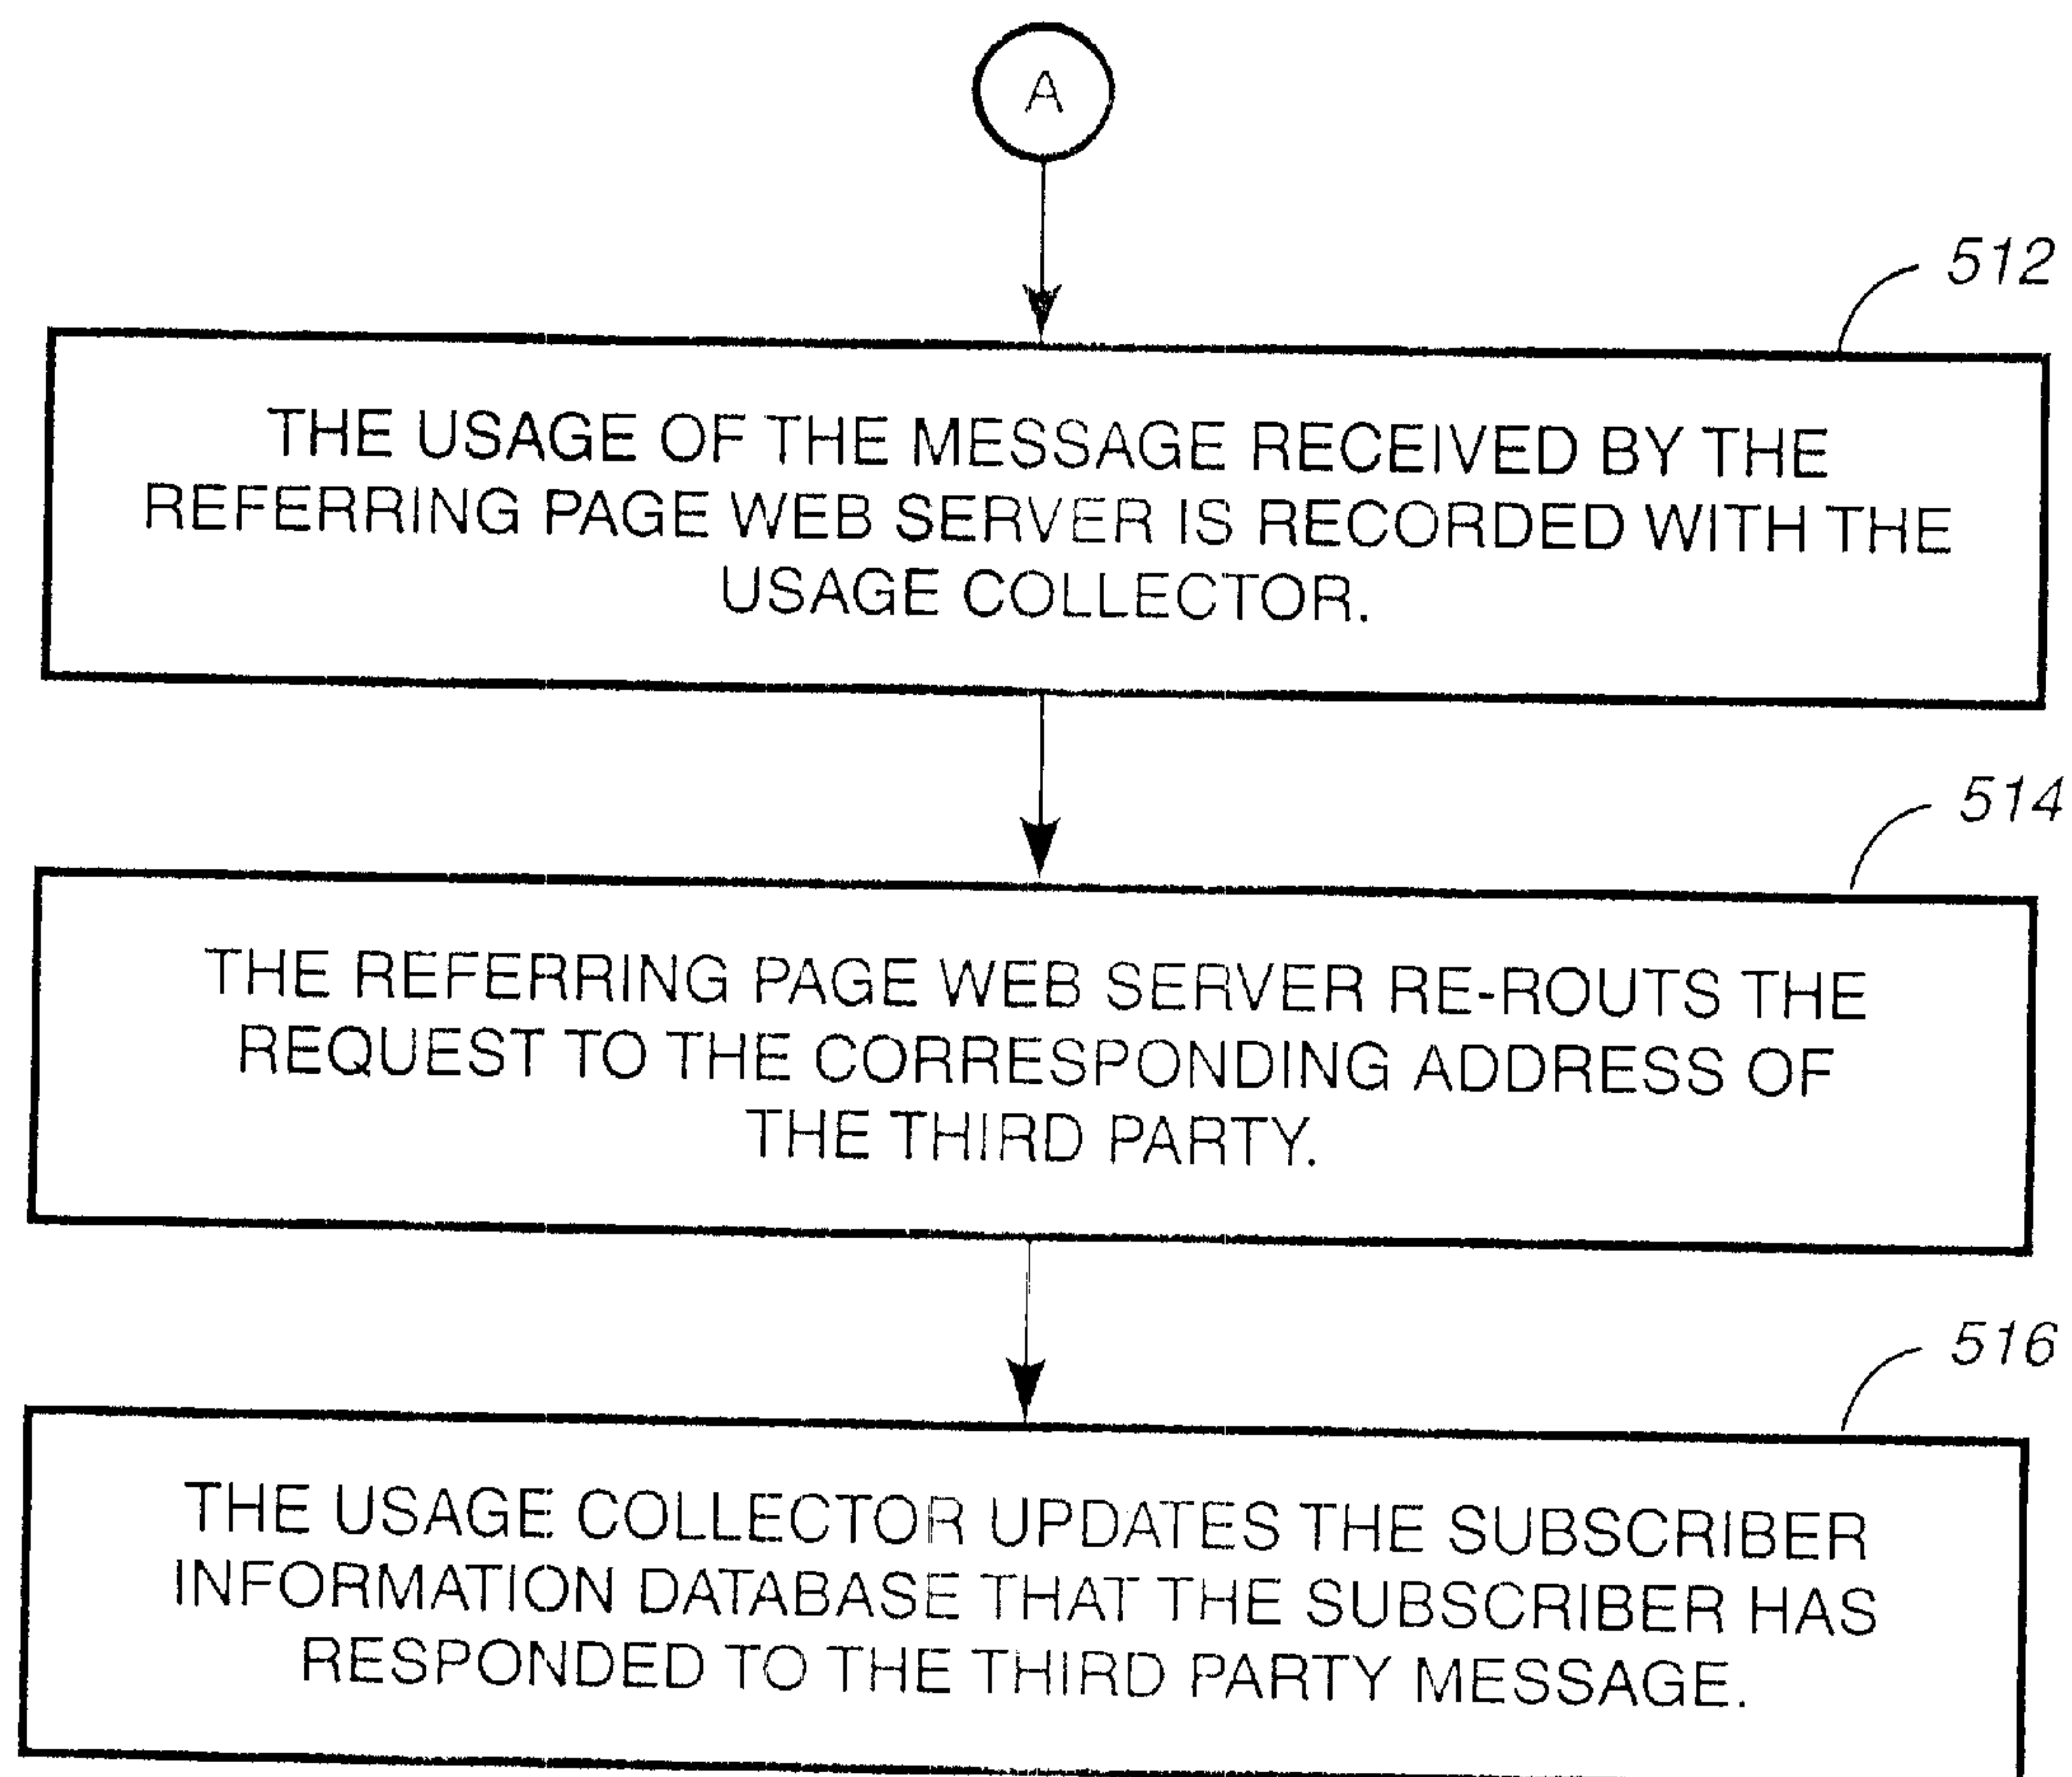 A
512
THE USAGE OF THE MESSAGE RECEIVED BY THE
REFERRING PAGE WEB SERVER IS RECORDED WITH THE
USAGE COLLECTOR.
514
THE REFERRING PAGE WEB SERVER RE-ROUTS THE
REQUEST TO THE CORRESPONDING ADDRESS OF
THE THIRD PARTY.
516
THE USAGE COLLECTOR UPDATES THE SUBSCRIBER
INFORMATION DATABASE THAT THE SUBSCRIBER HAS
RESPONDED TO THE THIRD PARTY MESSAGE.